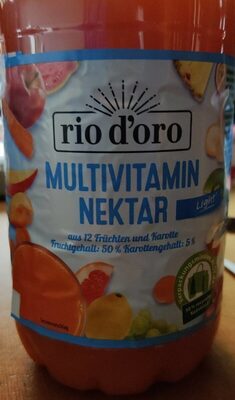 rio d'oro
MULTIVITAMIN
NEKTAR
Light
aus 12 Früchten und Karotte
Fruchtgehalt: 50 % Karottengehalt: 5 %